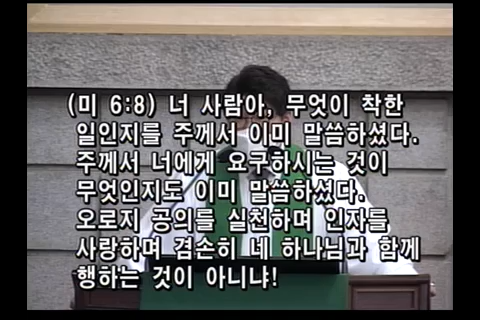 (미 6:8) 너 사람아, 무엇이 착한
일인지를 주께서 이미 말씀하셨다.
주께서 너에게 요구하시는 것이
무엇인지도 이미 말씀하셨다.
오로지 공의를 실천하며 인자를
사랑하며 겸손히 네 하나님과 함께
행하는 것이 아니냐!